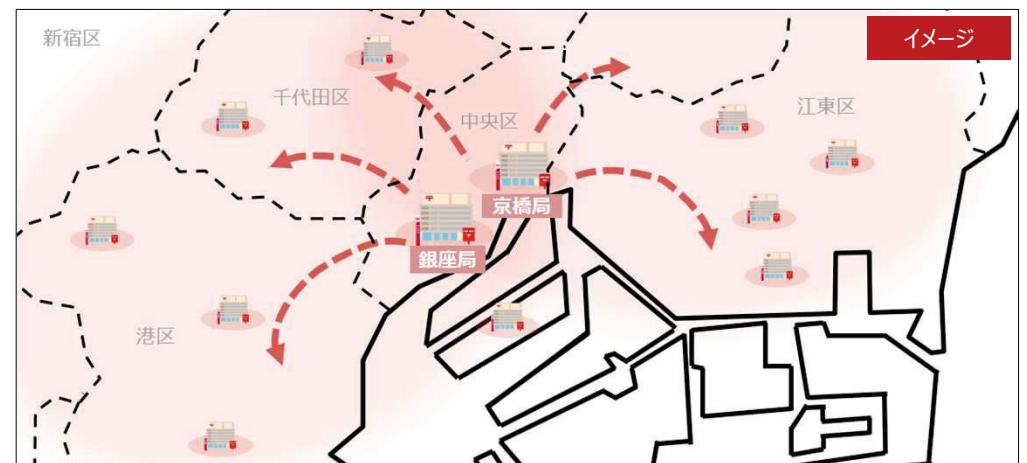 新宿区
イメージ
千代田区
中央区
江東区
京橋局
銀座局
港区